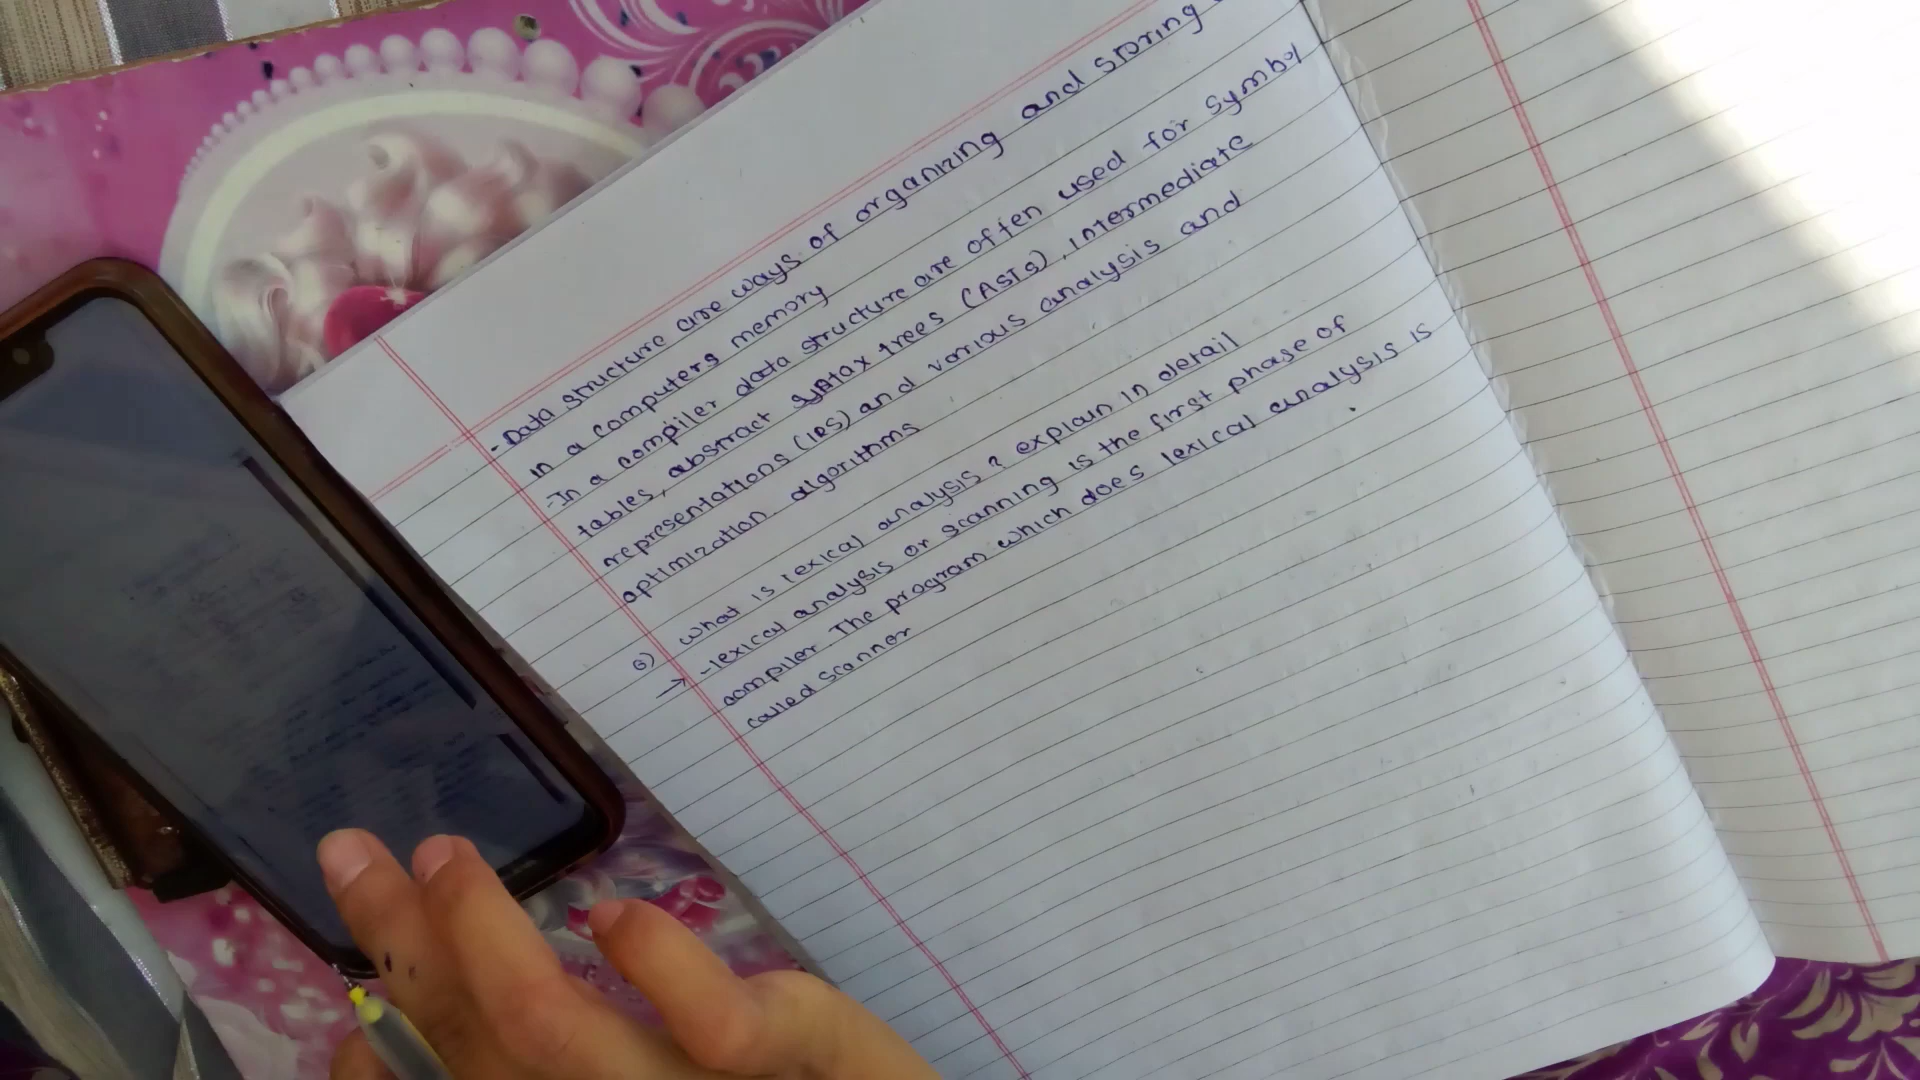 - Data structure are ways of organizing and storing
in a computers memory
- In a compiler data structure are often used for symbol
tables, abstract syntax trees (ASTs), intermediate
representations (IRS) and various analysis and
optimization algorithms
6) what is lexical analysis ? explain in detail
→ - lexical analysis or scanning is the first phase of
compiler. The program which does lexical analysis is
called scanner